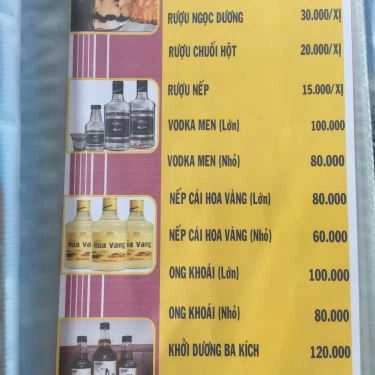 RƯỢU NGỌC DƯƠNG 30.000/XỊ
RƯỢU CHUỐI HỘT 20.000/XỊ
RƯỢU NẾP 15.000/XỊ
VODKA MEN (Lớn) 100.000
VODKA MEN (Nhỏ) 80.000
NẾP CÁI HOA VÀNG (Lớn) 80.000
NẾP CÁI HOA VÀNG (Nhỏ) 60.000
ONG KHOÁI (Lớn) 100.000
ONG KHOÁI (Nhỏ) 80.000
KHỞI DƯƠNG BA KÍCH 120.000
Hoa Vàng